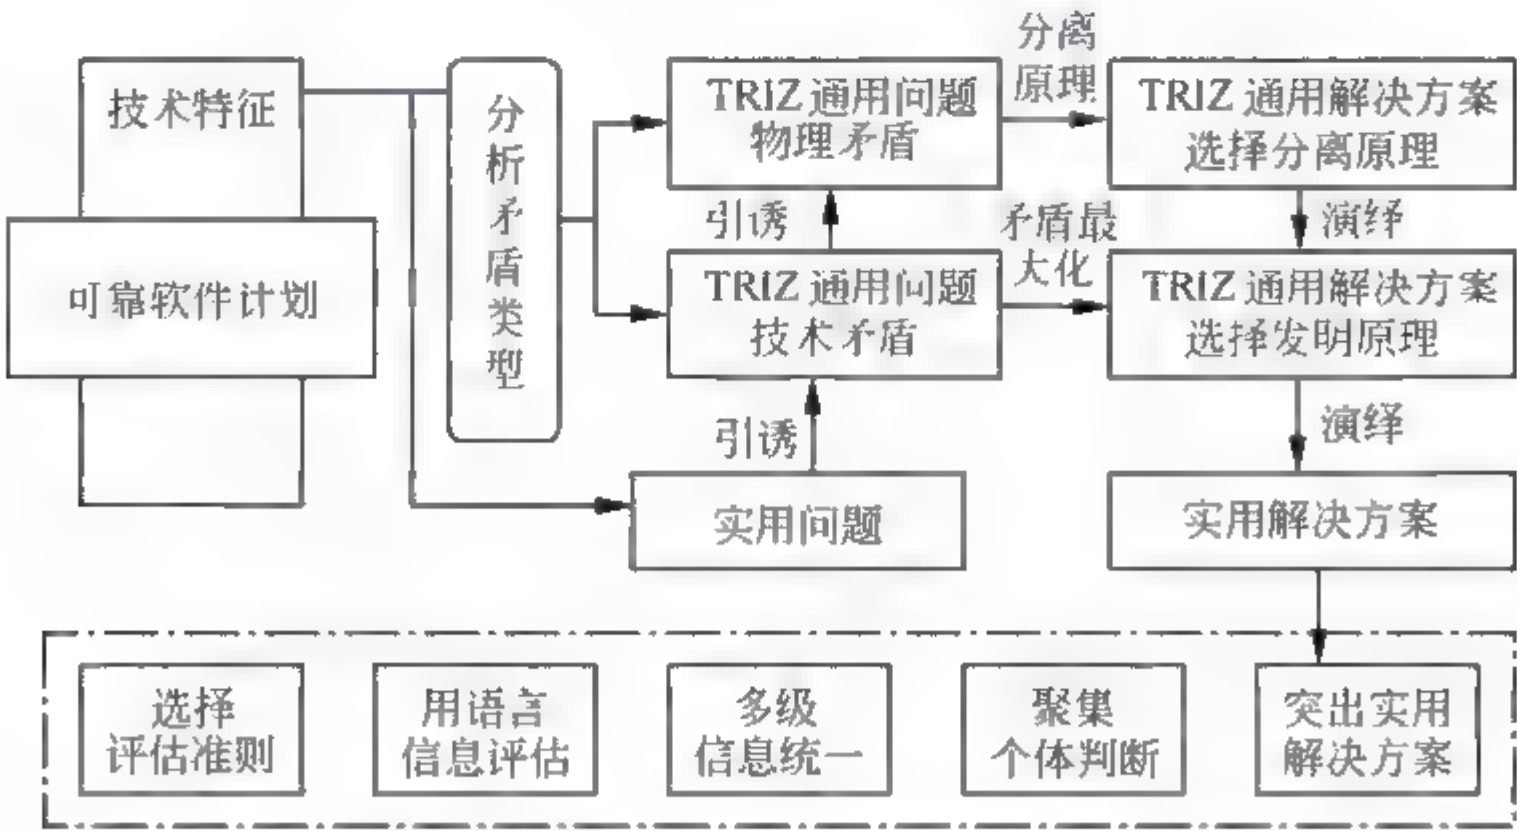 技术特征
可靠软件计划
分析矛盾类型
TRIZ 通用问题
物理矛盾
分离
原理
TRIZ 通用解决方案
选择分离原理
引诱
演绎
TRIZ 通用问题
技术矛盾
矛盾最
大化
TRIZ 通用解决方案
选择发明原理
引诱
演绎
实用问题
实用解决方案
选择
评估准则
用语言
信息评估
多级
信息统一
聚集
个体判断
突出实用
解决方案